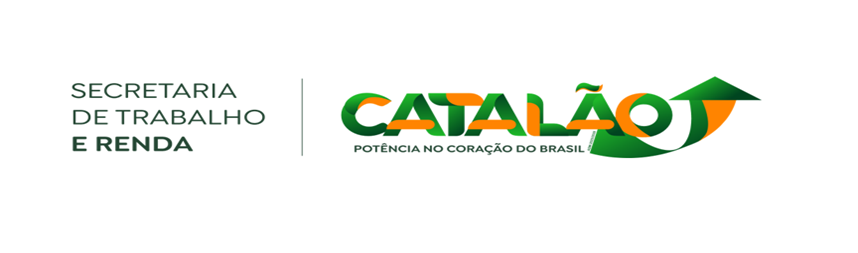 SECRETARIA
DE TRABALHO
E RENDA
CATALÃO
POTÊNCIA NO CORAÇÃO DO BRASIL